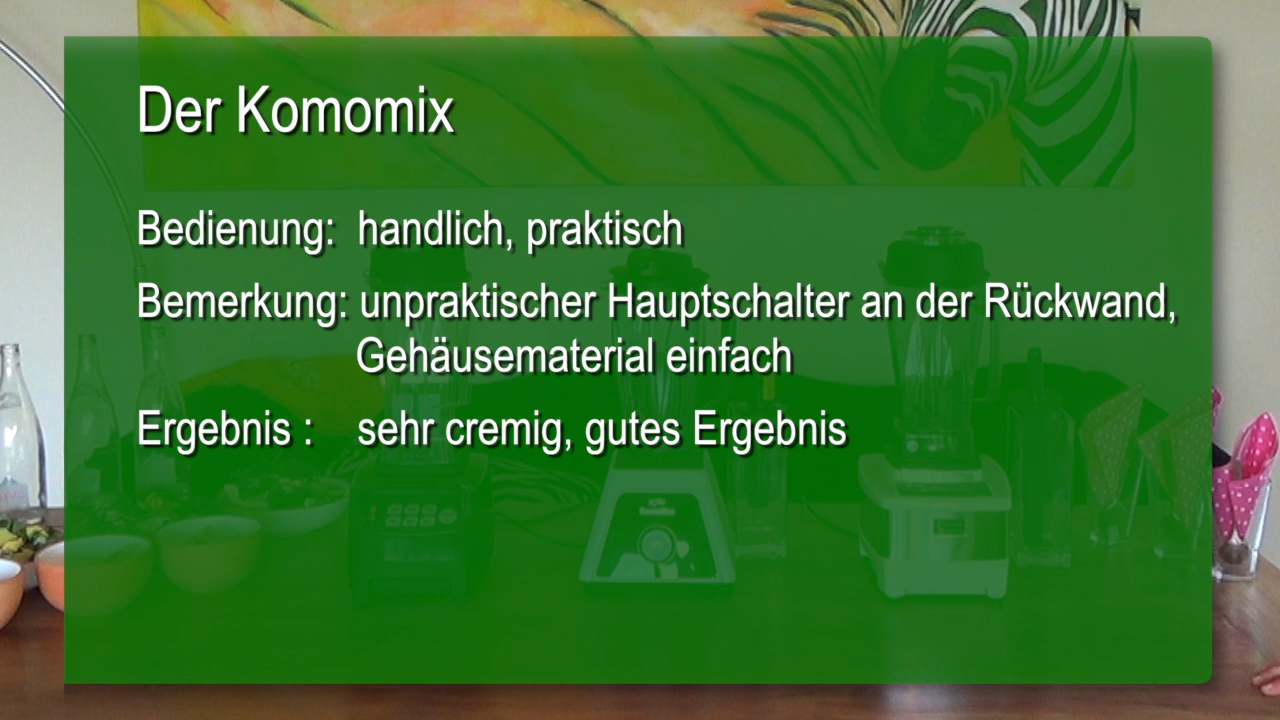 Der Komomix
Bedienung: handlich, praktisch
Bemerkung: unpraktischer Hauptschalter an der Rückwand,
Gehäusematerial einfach
Ergebnis : sehr cremig, gutes Ergebnis